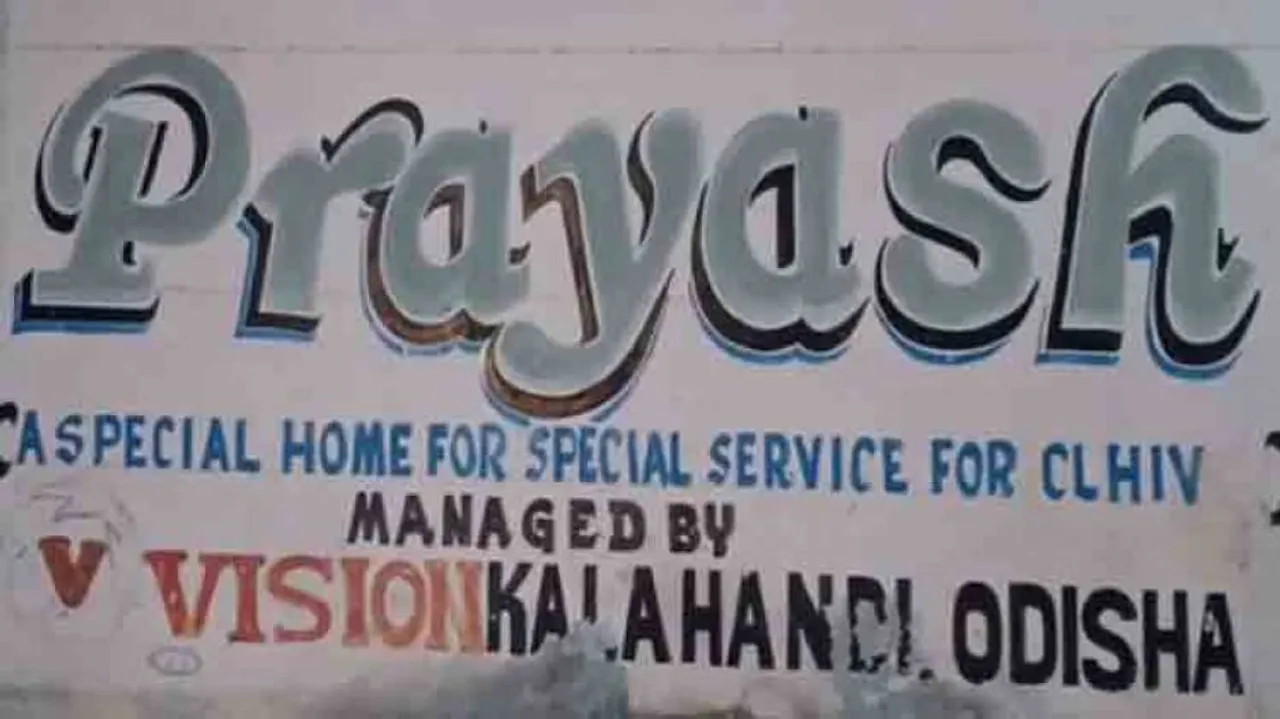 Prayash
(A SPECIAL HOME FOR SPECIAL SERVICE FOR CLHIV)
MANAGED BY
V VISION KALAHANDI, ODISHA